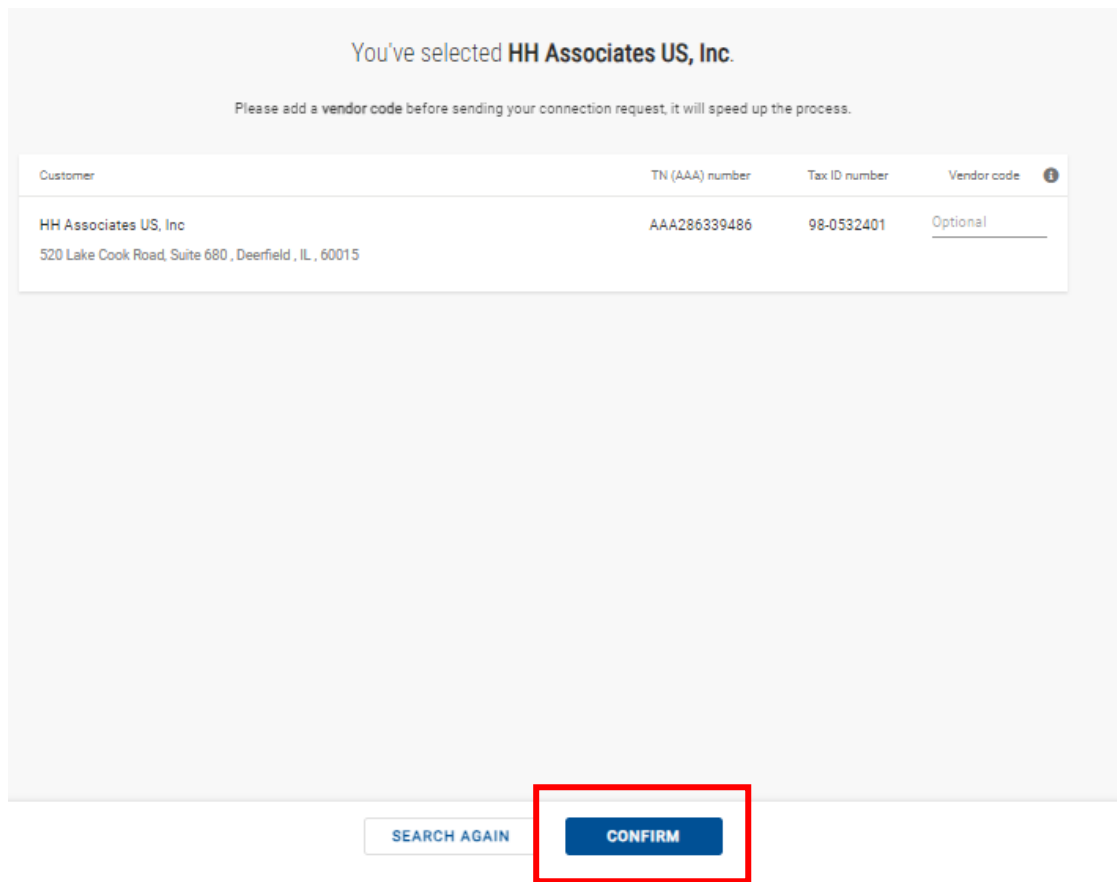 You've selected HH Associates US, Inc.
Please add a vendor code before sending your connection request, it will speed up the process.
Customer TN (AAA) number Tax ID number Vendor code i
HH Associates US, Inc AAA286339486 98-0532401 Optional
520 Lake Cook Road, Suite 680 , Deerfield , IL , 60015
SEARCH AGAIN CONFIRM